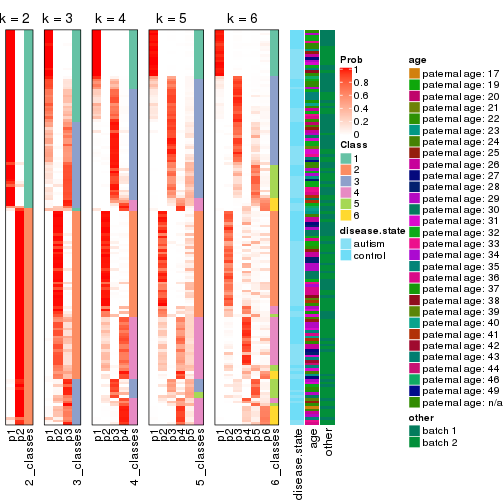 k = 2 k = 3 k = 4 k = 5 k = 6
Prob
1
0.8
0.6
0.4
0.2
0
Class
1
2
3
4
5
6
disease.state
autism
control
age
paternal age: 17
paternal age: 19
paternal age: 20
paternal age: 21
paternal age: 22
paternal age: 23
paternal age: 24
paternal age: 25
paternal age: 26
paternal age: 27
paternal age: 28
paternal age: 29
paternal age: 30
paternal age: 31
paternal age: 32
paternal age: 33
paternal age: 34
paternal age: 35
paternal age: 36
paternal age: 37
paternal age: 38
paternal age: 39
paternal age: 40
paternal age: 41
paternal age: 42
paternal age: 43
paternal age: 44
paternal age: 46
paternal age: 49
paternal age: n/a
other
batch 1
batch 2
p1 p2 2_classes p1 p2 p3 3_classes p1 p2 p3 p4 4_classes p1 p2 p3 p4 p5 5_classes p1 p2 p3 p4 p5 p6 6_classes disease.state age other